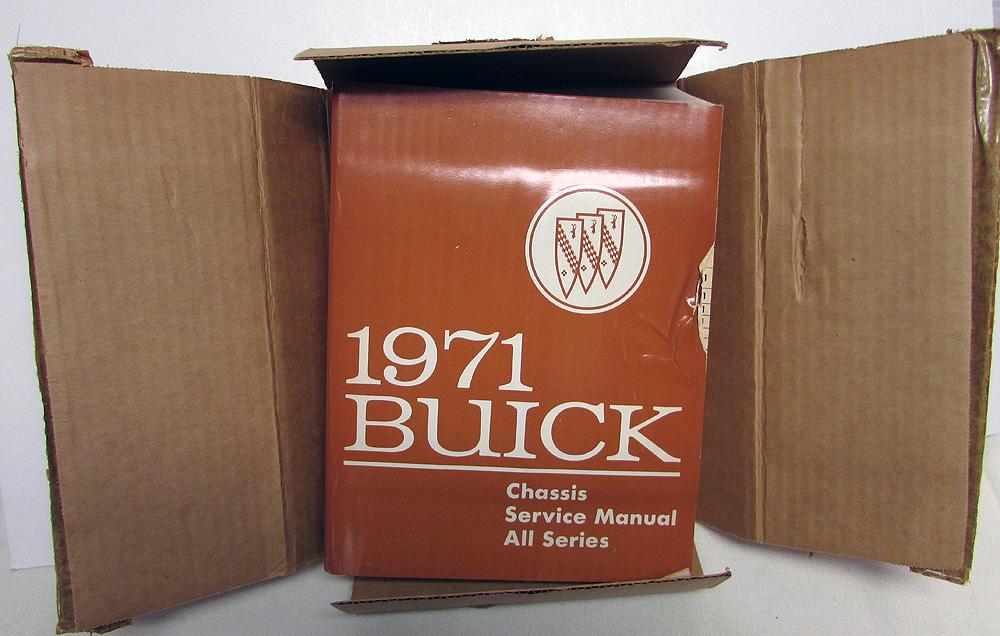 1971
BUICK
Chassis
Service Manual
All Series